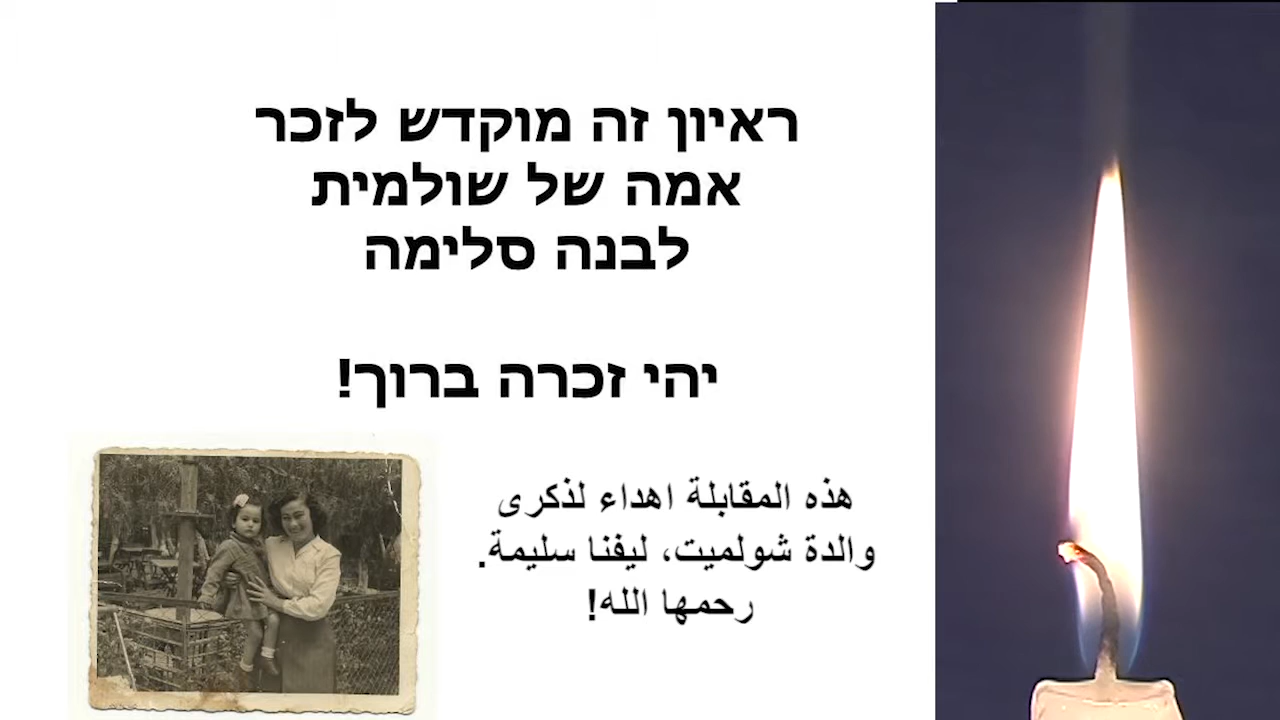 ראיון זה מוקדש לזכר
אמה של שולמית
לבנה סלימה
יהי זכרה ברוך!
هذه المقابلة اهداء لذكرى
والدة شولميت، ليفنا سليمة.
رحمها الله!